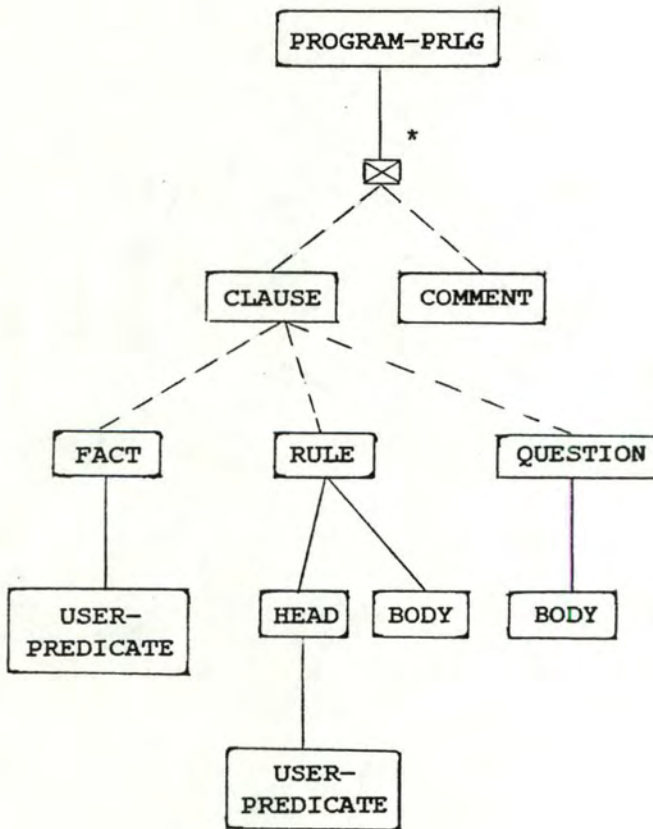 PROGRAM-PRLG
*
CLAUSE
COMMENT
FACT
RULE
QUESTION
USER-
PREDICATE
HEAD
BODY
BODY
USER-
PREDICATE